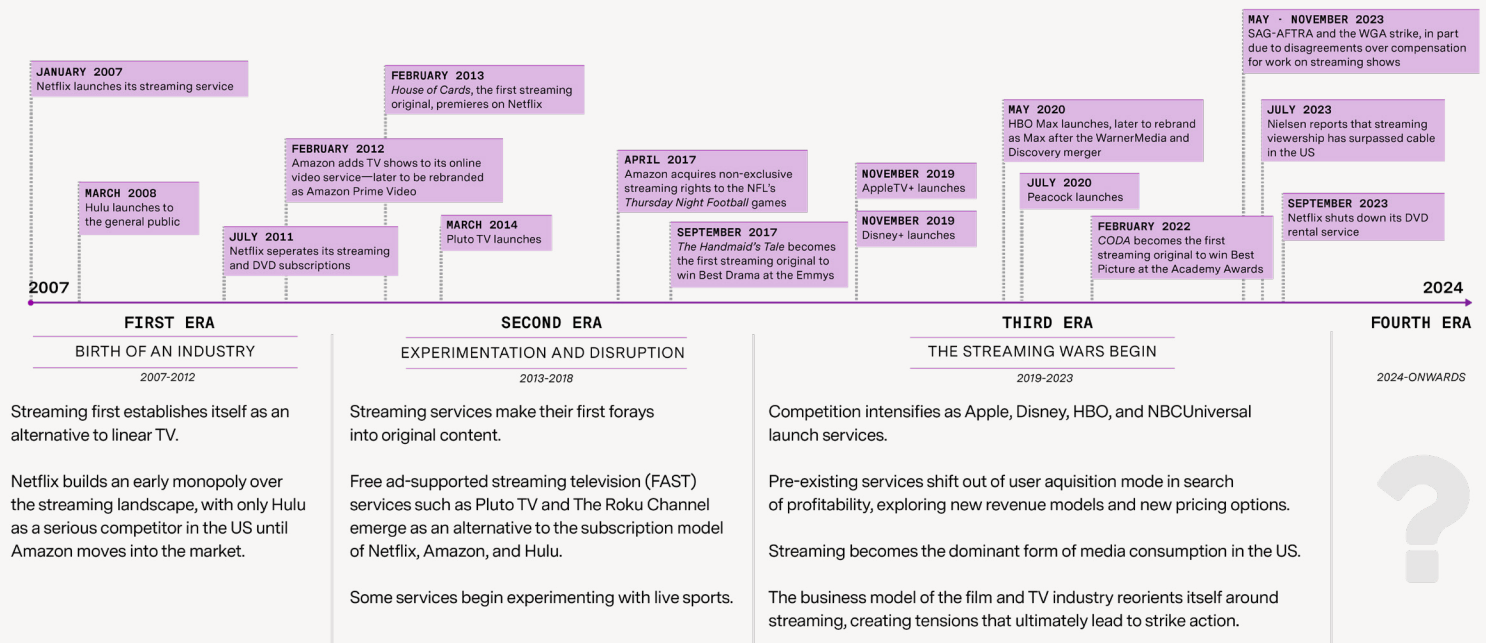 JANUARY 2007
Netflix launches its streaming service
MARCH 2008
Hulu launches to
the general public
JULY 2011
Netflix seperates its streaming
and DVD subscriptions
FEBRUARY 2012
Amazon adds TV shows to its online
video service—later to be rebranded
as Amazon Prime Video
FEBRUARY 2013
House of Cards, the first streaming
original, premieres on Netflix
MARCH 2014
Pluto TV launches
APRIL 2017
Amazon acquires non-exclusive
streaming rights to the NFL's
Thursday Night Football games
SEPTEMBER 2017
The Handmaid's Tale becomes
the first streaming original to
win Best Drama at the Emmys
NOVEMBER 2019
AppleTV+ launches
NOVEMBER 2019
Disney+ launches
MAY 2020
HBO Max launches, later to rebrand
as Max after the WarnerMedia and
Discovery merger
JULY 2020
Peacock launches
FEBRUARY 2022
CODA becomes the first
streaming original to win Best
Picture at the Academy Awards
MAY - NOVEMBER 2023
SAG-AFTRA and the WGA strike, in part
due to disagreements over compensation
for work on streaming shows
JULY 2023
Nielsen reports that streaming
viewership has surpassed cable
in the US
SEPTEMBER 2023
Netflix shuts down its DVD
rental service
2007
2024
FIRST ERA
BIRTH OF AN INDUSTRY
2007-2012
Streaming first establishes itself as an
alternative to linear TV.
Netflix builds an early monopoly over
the streaming landscape, with only Hulu
as a serious competitor in the US until
Amazon moves into the market.
SECOND ERA
EXPERIMENTATION AND DISRUPTION
2013-2018
Streaming services make their first forays
into original content.
Free ad-supported streaming television (FAST)
services such as Pluto TV and The Roku Channel
emerge as an alternative to the subscription model
of Netflix, Amazon, and Hulu.
Some services begin experimenting with live sports.
THIRD ERA
THE STREAMING WARS BEGIN
2019-2023
Competition intensifies as Apple, Disney, HBO, and NBCUniversal
launch services.
Pre-existing services shift out of user aquisition mode in search
of profitability, exploring new revenue models and new pricing options.
Streaming becomes the dominant form of media consumption in the US.
The business model of the film and TV industry reorients itself around
streaming, creating tensions that ultimately lead to strike action.
FOURTH ERA
2024-ONWARDS
?